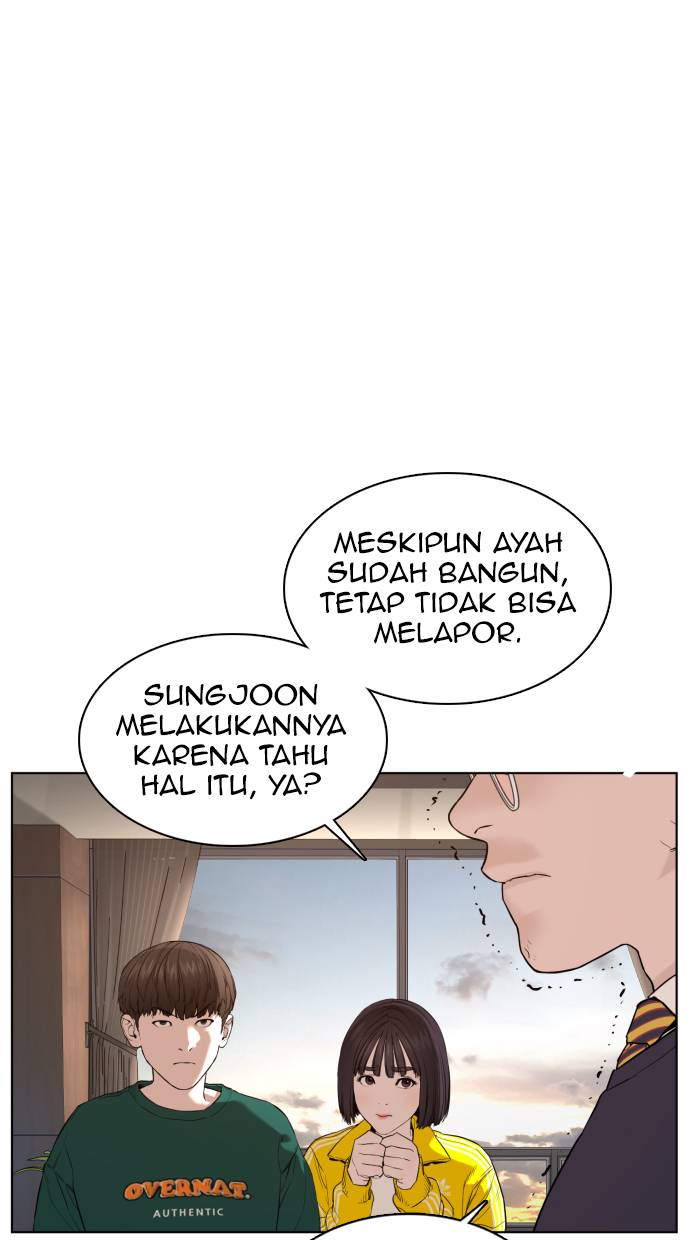 MESKIPUN AYAH
SUDAH BANGUN,
TETAP TIDAK BISA
MELAPOR.
SUNGJOON
MELAKUKANNYA
KARENA TAHU
HAL ITU, YA?
OVERNAT.
AUTHENTIC